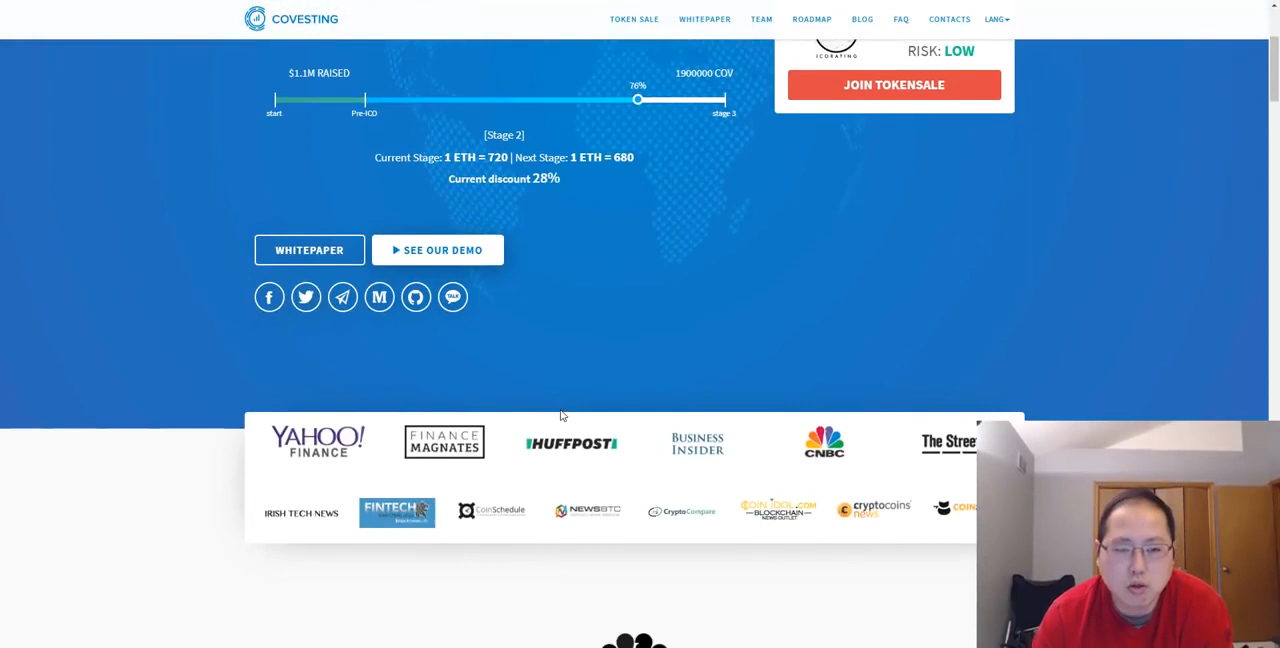 COVESTING
TOKEN SALE WHITEPAPER TEAM ROADMAP BLOG FAQ CONTACTS LANG
ICORATING
RISK: LOW
JOIN TOKENSALE
$1.1M RAISED
1900000 COV
76%
start
Pre-ICO
stage 3
[Stage 2]
Current Stage: 1 ETH = 720 | Next Stage: 1 ETH = 680
Current discount 28%
WHITEPAPER
SEE OUR DEMO
f
M
TALK
YAHOO!
FINANCE
FINANCE
MAGNATES
HUFFPOST
BUSINESS
INSIDER
CNBC
The Stree
IRISH TECH NEWS
FINTECH
CoinSchedule
NEWSBTC
CryptoCompare
COINIDOL.COM
BLOCKCHAIN
NEWS OUTLET
cryptocoins
news
COIN